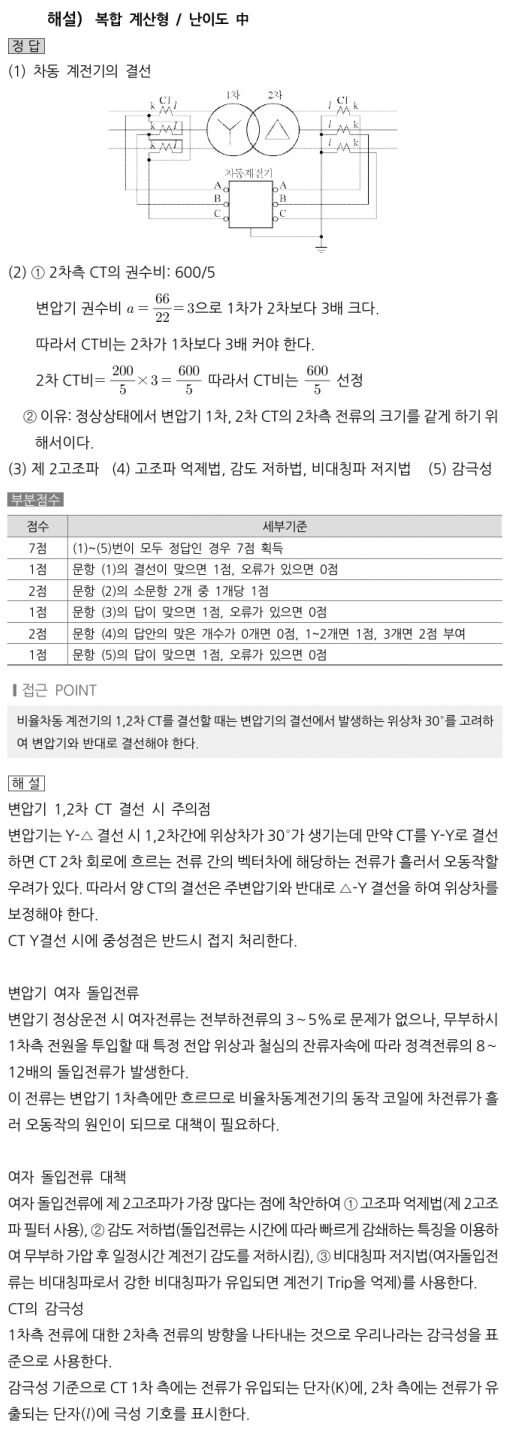 해설) 복합 계산형 / 난이도 中
정 답
(1) 차동 계전기의 결선
1차 2차
k CT l l CT k
k l l k
k l l k
차동계전기
A A
B B
C C
(2) ① 2차측 CT의 권수비: 600/5
변압기 권수비 a = 66/22 = 3으로 1차가 2차보다 3배 크다.
따라서 CT비는 2차가 1차보다 3배 커야 한다.
2차 CT비= 200/5 × 3 = 600/5 따라서 CT비는 600/5 선정
② 이유: 정상상태에서 변압기 1차, 2차 CT의 2차측 전류의 크기를 같게 하기 위
해서이다.
(3) 제 2고조파 (4) 고조파 억제법, 감도 저하법, 비대칭파 저지법 (5) 감극성
부분점수
점수 세부기준
7점 (1)~(5)번이 모두 정답인 경우 7점 획득
1점 문항 (1)의 결선이 맞으면 1점, 오류가 있으면 0점
2점 문항 (2)의 소문항 2개 중 1개당 1점
1점 문항 (3)의 답이 맞으면 1점, 오류가 있으면 0점
2점 문항 (4)의 답안의 맞은 개수가 0개면 0점, 1~2개면 1점, 3개면 2점 부여
1점 문항 (5)의 답이 맞으면 1점, 오류가 있으면 0점
접근 POINT
비율차동 계전기의 1,2차 CT를 결선할 때는 변압기의 결선에서 발생하는 위상차 30°를 고려하
여 변압기와 반대로 결선해야 한다.
해 설
변압기 1,2차 CT 결선 시 주의점
변압기는 Y-△ 결선 시 1,2차간에 위상차가 30°가 생기는데 만약 CT를 Y-Y로 결선
하면 CT 2차 회로에 흐르는 전류 간의 벡터차에 해당하는 전류가 흘러서 오동작할
우려가 있다. 따라서 양 CT의 결선은 주변압기와 반대로 △-Y 결선을 하여 위상차를
보정해야 한다.
CT Y결선 시에 중성점은 반드시 접지 처리한다.
변압기 여자 돌입전류
변압기 정상운전 시 여자전류는 전부하전류의 3~5%로 문제가 없으나, 무부하시
1차측 전원을 투입할 때 특정 전압 위상과 철심의 잔류자속에 따라 정격전류의 8~
12배의 돌입전류가 발생한다.
이 전류는 변압기 1차측에만 흐르므로 비율차동계전기의 동작 코일에 차전류가 흘
러 오동작의 원인이 되므로 대책이 필요하다.
여자 돌입전류 대책
여자 돌입전류에 제 2고조파가 가장 많다는 점에 착안하여 ① 고조파 억제법(제 2고조
파 필터 사용), ② 감도 저하법(돌입전류는 시간에 따라 빠르게 감쇄하는 특징을 이용하
여 무부하 가압 후 일정시간 계전기 감도를 저하시킴), ③ 비대칭파 저지법(여자돌입전
류는 비대칭파로서 강한 비대칭파가 유입되면 계전기 Trip을 억제)를 사용한다.
CT의 감극성
1차측 전류에 대한 2차측 전류의 방향을 나타내는 것으로 우리나라는 감극성을 표
준으로 사용한다.
감극성 기준으로 CT 1차 측에는 전류가 유입되는 단자(K)에, 2차 측에는 전류가 유
출되는 단자(l)에 극성 기호를 표시한다.